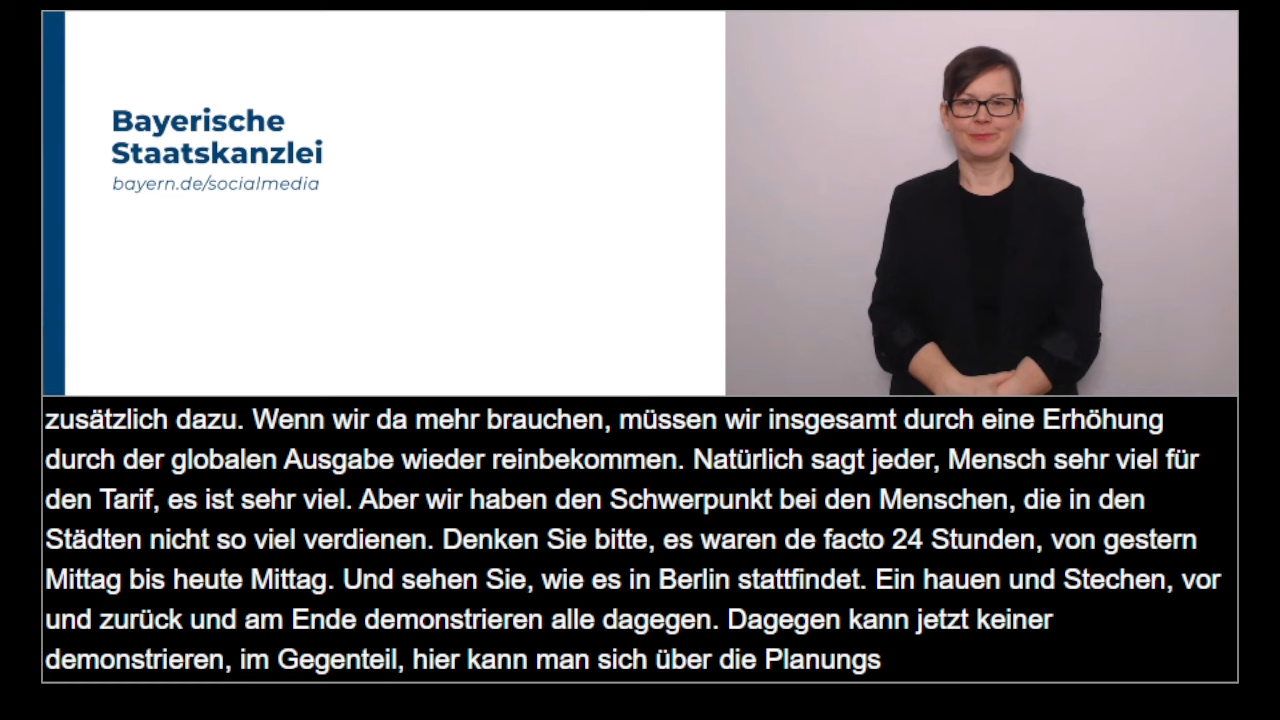 Bayerische
Staatskanzlei
bayern.de/socialmedia
zusätzlich dazu. Wenn wir da mehr brauchen, müssen wir insgesamt durch eine Erhöhung
durch der globalen Ausgabe wieder reinbekommen. Natürlich sagt jeder, Mensch sehr viel für
den Tarif, es ist sehr viel. Aber wir haben den Schwerpunkt bei den Menschen, die in den
Städten nicht so viel verdienen. Denken Sie bitte, es waren de facto 24 Stunden, von gestern
Mittag bis heute Mittag. Und sehen Sie, wie es in Berlin stattfindet. Ein hauen und Stechen, vor
und zurück und am Ende demonstrieren alle dagegen. Dagegen kann jetzt keiner
demonstrieren, im Gegenteil, hier kann man sich über die Planungs